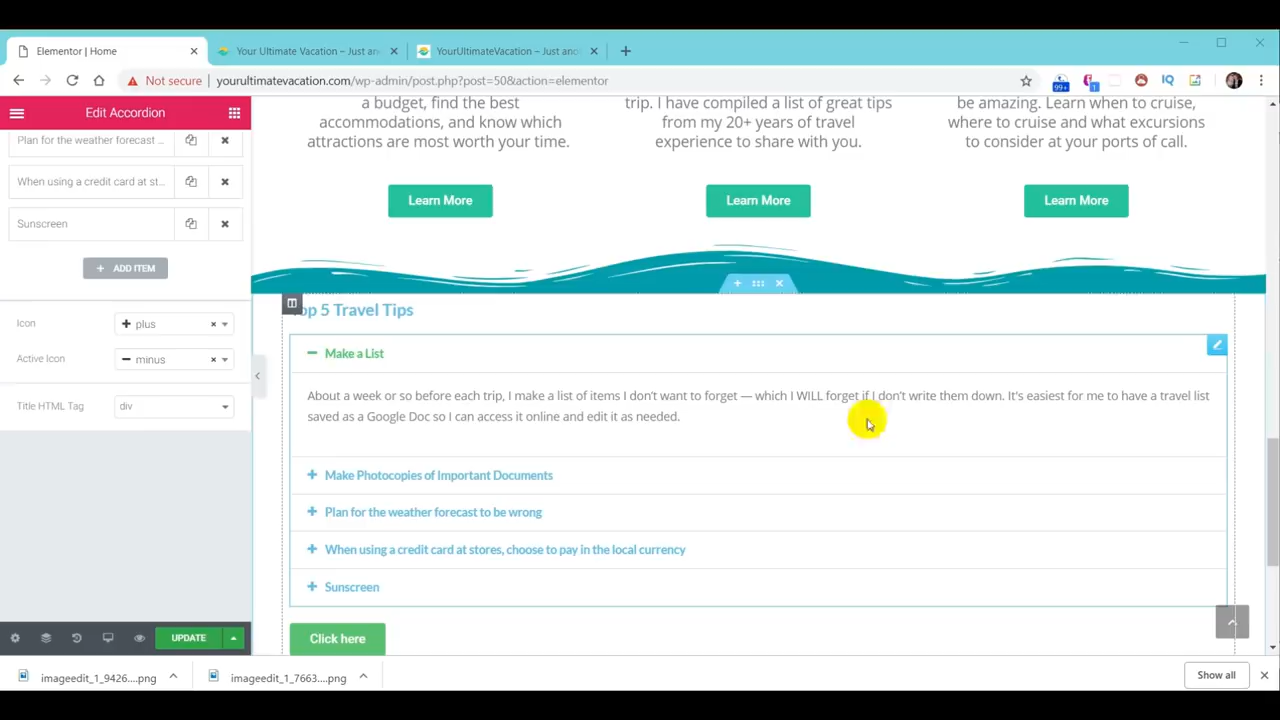 Elementor | Home
Your Ultimate Vacation – Just an
YourUltimateVacation – Just ano
Not secure
yourultimatevacation.com/wp-admin/post.php?post=50&action=elementor
99+
1
IQ
Edit Accordion
Plan for the weather forecast ...
When using a credit card at st...
Sunscreen
+ ADD ITEM
Icon
plus
Active Icon
minus
Title HTML Tag
div
UPDATE
a budget, find the best
accommodations, and know which
attractions are most worth your time.
Learn More
trip. I have compiled a list of great tips
from my 20+ years of travel
experience to share with you.
Learn More
be amazing. Learn when to cruise,
where to cruise and what excursions
to consider at your ports of call.
Learn More
op 5 Travel Tips
Make a List
About a week or so before each trip, I make a list of items I don't want to forget — which I WILL forget if I don't write them down. It's easiest for me to have a travel list
saved as a Google Doc so I can access it online and edit it as needed.
Make Photocopies of Important Documents
Plan for the weather forecast to be wrong
When using a credit card at stores, choose to pay in the local currency
Sunscreen
Click here
imageedit_1_9426....png
imageedit_1_7663....png
Show all